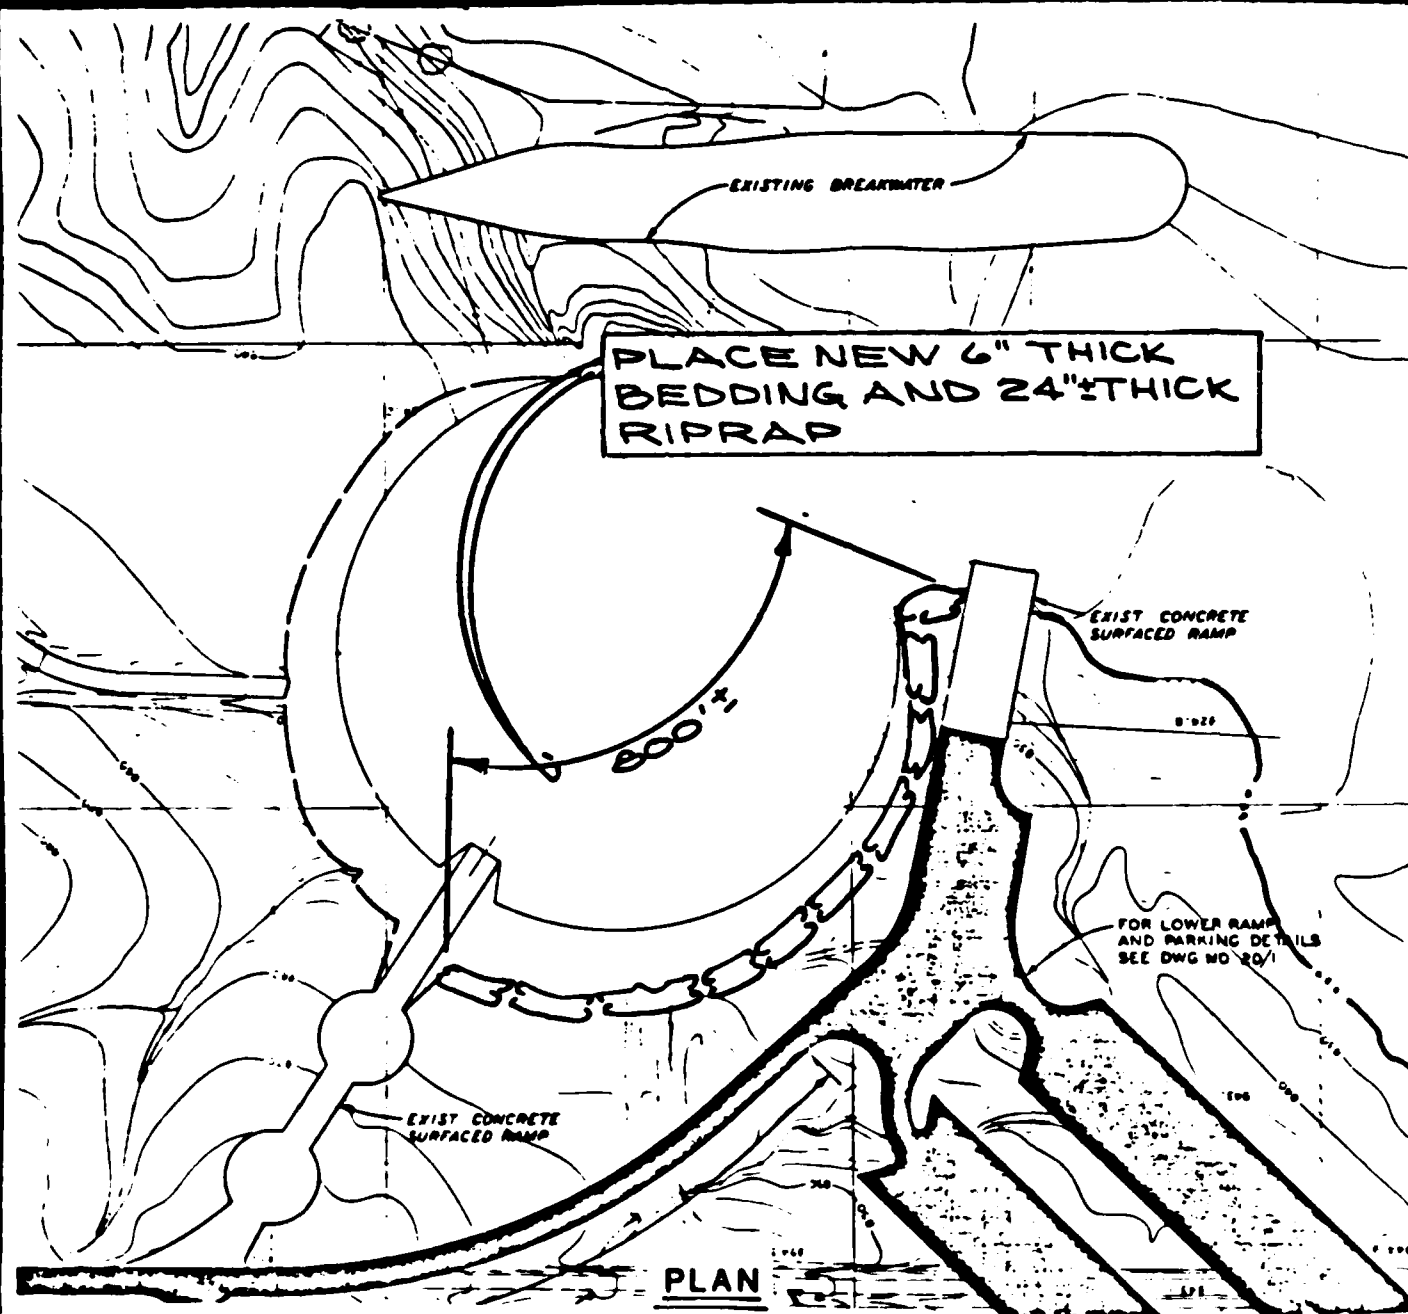 EXISTING BREAKWATER
PLACE NEW 6" THICK
BEDDING AND 24"± THICK
RIPRAP
EXIST CONCRETE
SURFACED RAMP
800'±
FOR LOWER RAMP
AND PARKING DETAILS
SEE DWG NO 20/1
EXIST CONCRETE
SURFACED RAMP
PLAN